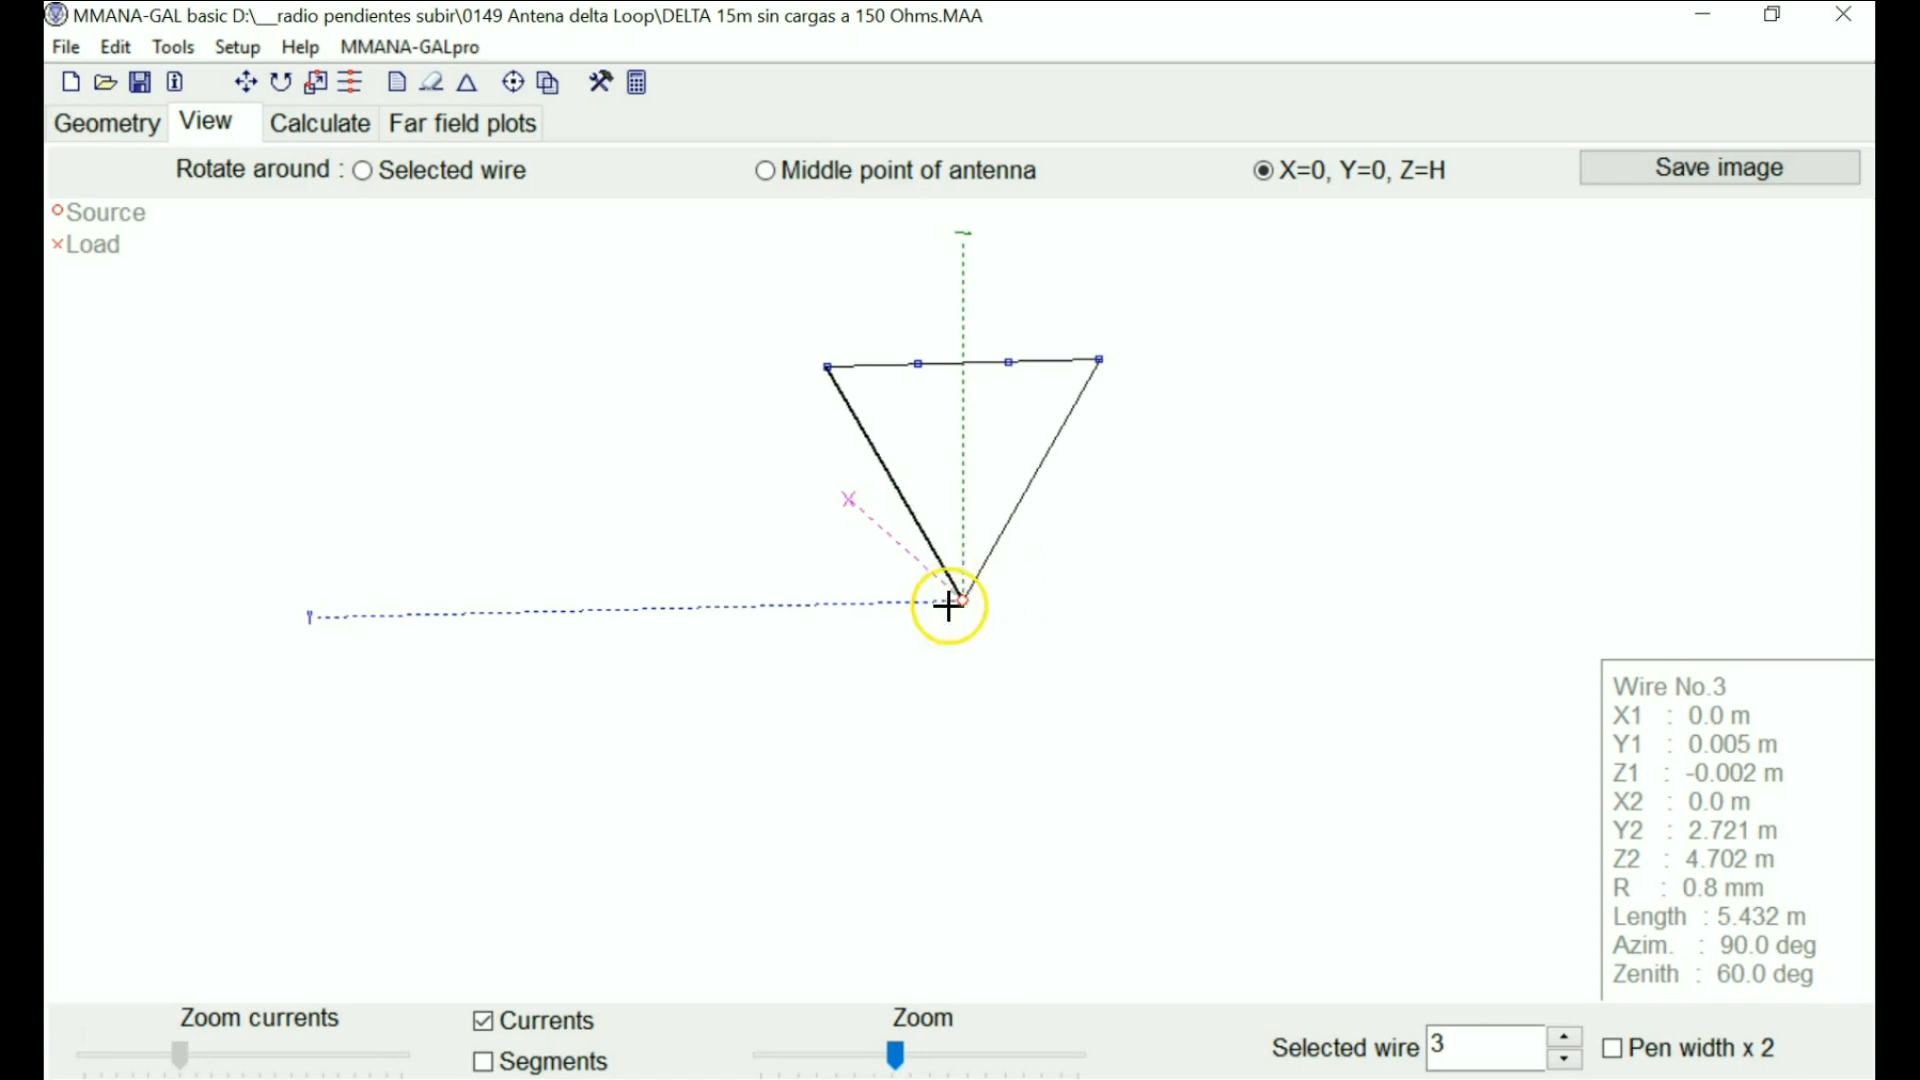 MMANA-GAL basic D:\__radio pendientes subir\0149 Antena delta Loop\DELTA 15m sin cargas a 150 Ohms.MAA
File Edit Tools Setup Help MMANA-GALpro
Geometry View Calculate Far field plots
Rotate around : Selected wire Middle point of antenna X=0, Y=0, Z=H Save image
Source
Load
X
Y
Wire No.3
X1 : 0.0 m
Y1 : 0.005 m
Z1 : -0.002 m
X2 : 0.0 m
Y2 : 2.721 m
Z2 : 4.702 m
R : 0.8 mm
Length : 5.432 m
Azim. : 90.0 deg
Zenith : 60.0 deg
Zoom currents Currents Zoom
Segments Selected wire 3 Pen width x 2